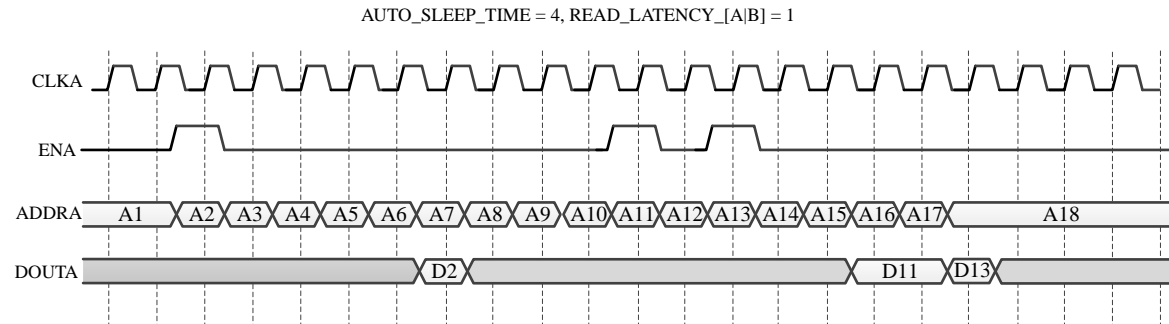 AUTO_SLEEP_TIME = 4, READ_LATENCY_[A|B] = 1
CLKA
ENA
ADDRA A1 A2 A3 A4 A5 A6 A7 A8 A9 A10 A11 A12 A13 A14 A15 A16 A17 A18
DOUTA D2 D11 D13